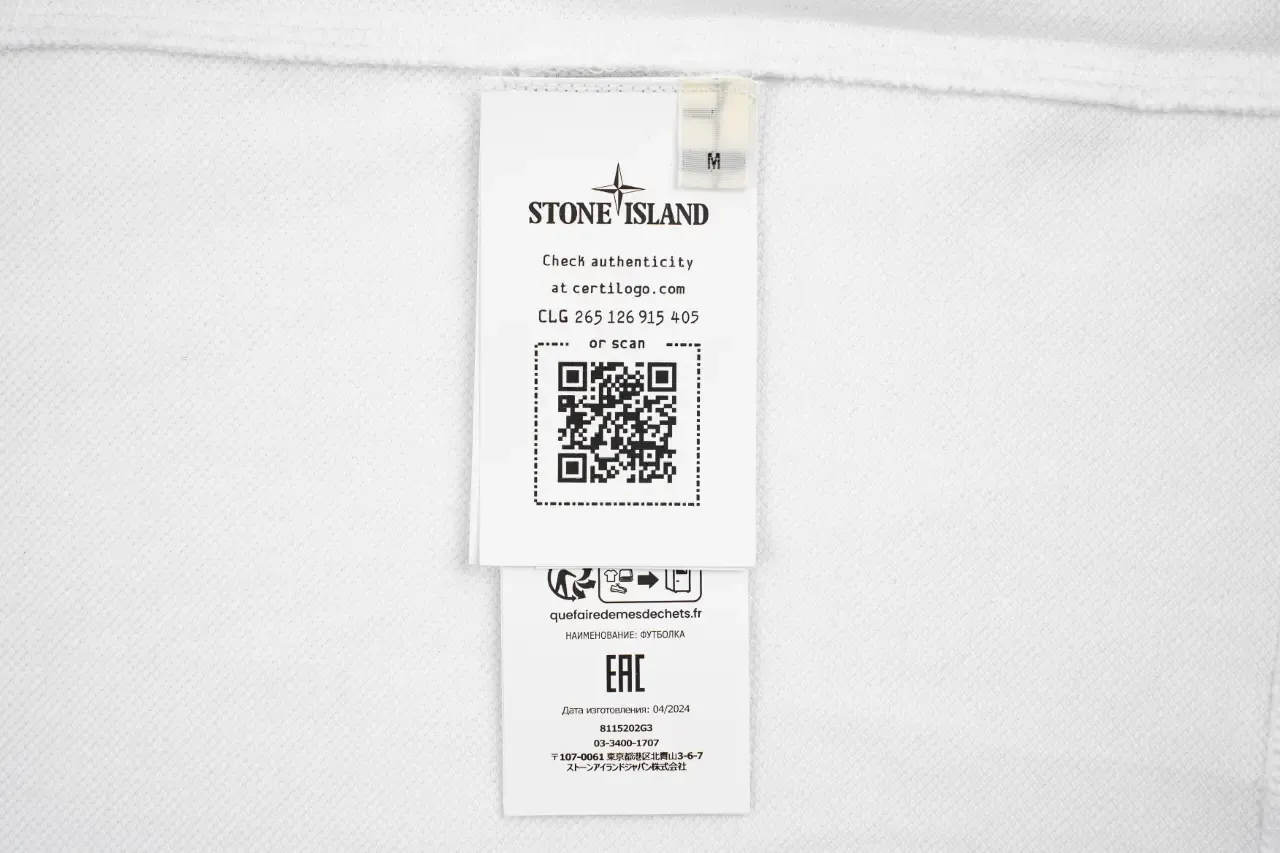 M
STONE ISLAND
Check authenticity
at certilogo.com
CLG 265 126 915 405
or scan
quefairedemesdechets.fr
НАИМЕНОВАНИЕ: ФУТБОЛКА
EAC
Дата изготовления: 04/2024
8115202G3
03-3400-1707
〒107-0061 東京都港区北青山3-6-7
ストーンアイランドジャパン株式会社